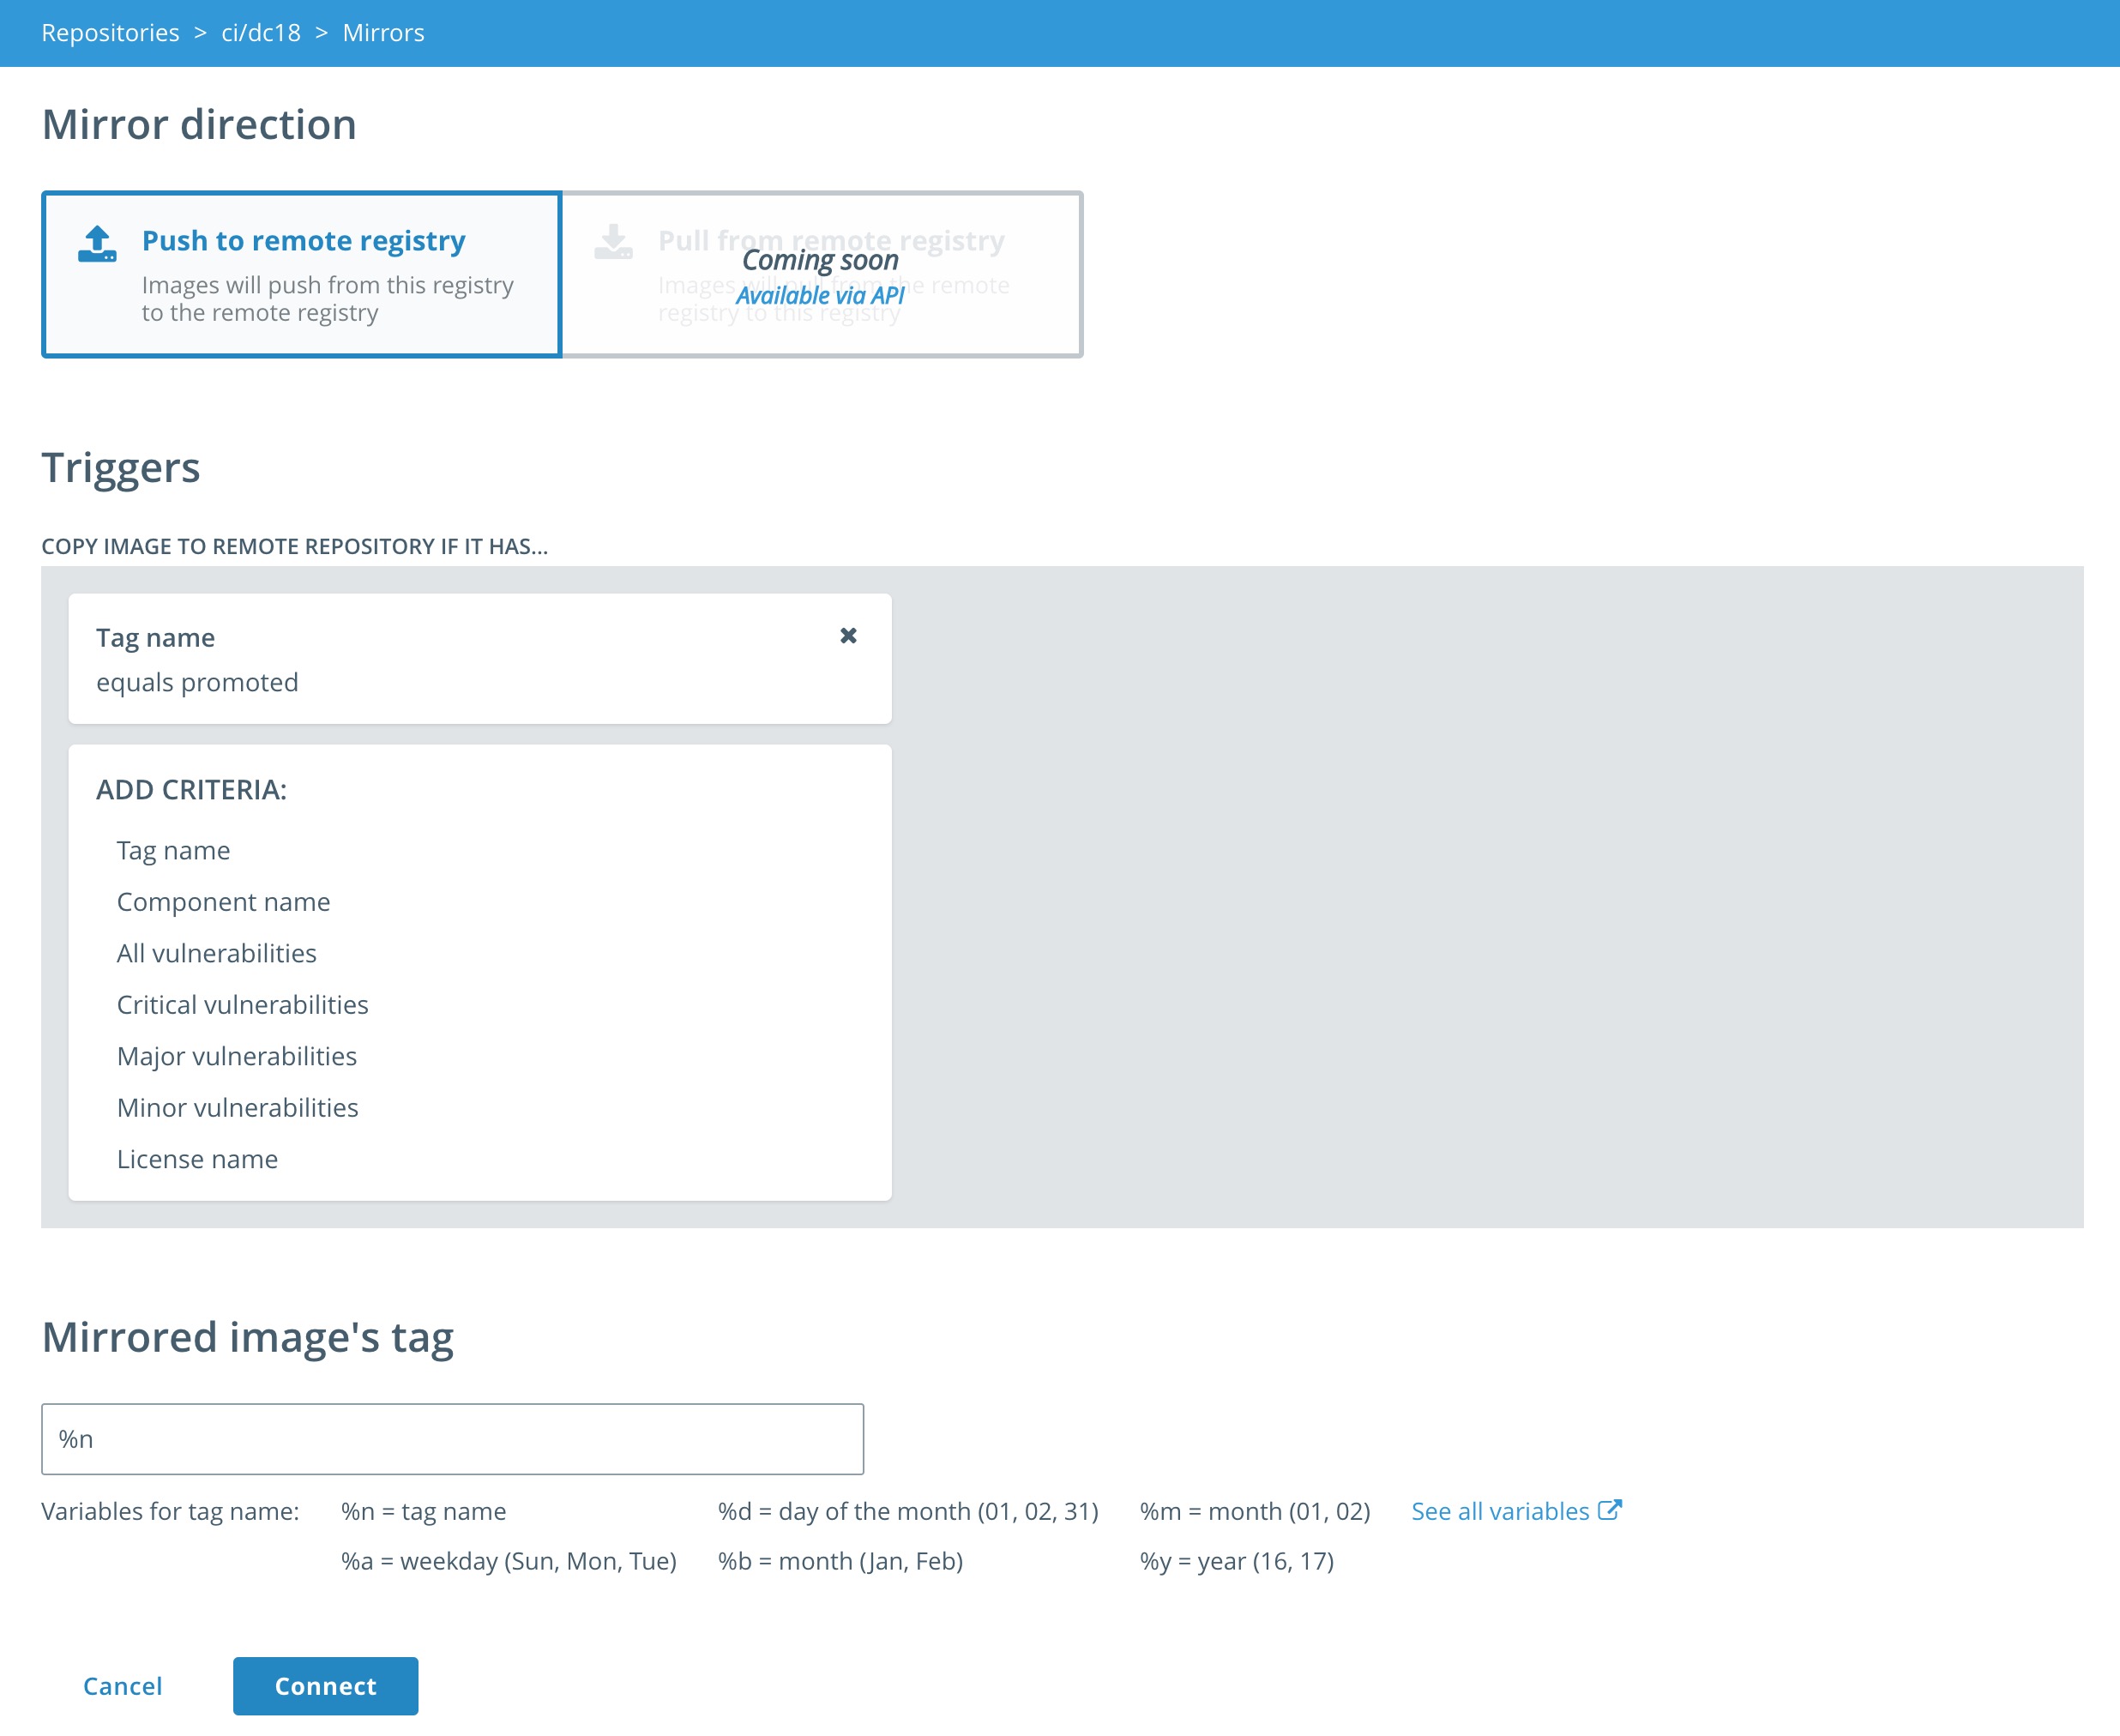 Repositories > ci/dc18 > Mirrors
Mirror direction
Push to remote registry
Images will push from this registry
to the remote registry
Pull from remote registry
Coming soon
Images will pull from the remote
Available via API
registry to this registry
Triggers
COPY IMAGE TO REMOTE REPOSITORY IF IT HAS...
Tag name
equals promoted
ADD CRITERIA:
Tag name
Component name
All vulnerabilities
Critical vulnerabilities
Major vulnerabilities
Minor vulnerabilities
License name
Mirrored image's tag
%n
Variables for tag name: %n = tag name %d = day of the month (01, 02, 31) %m = month (01, 02) See all variables
%a = weekday (Sun, Mon, Tue) %b = month (Jan, Feb) %y = year (16, 17)
Cancel Connect